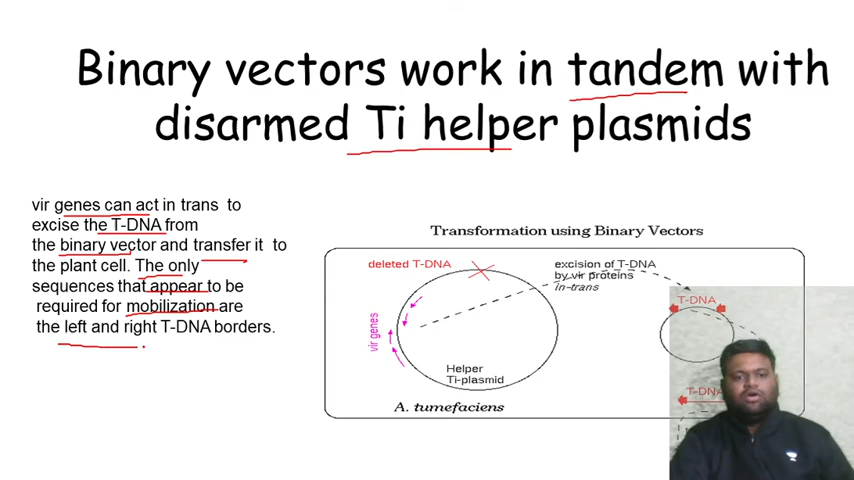 Binary vectors work in tandem with
disarmed Ti helper plasmids
vir genes can act in trans to
excise the T-DNA from
the binary vector and transfer it to
the plant cell. The only
sequences that appear to be
required for mobilization are
the left and right T-DNA borders.
Transformation using Binary Vectors
deleted T-DNA
excision of T-DNA
by vir proteins
in-trans
T-DNA
vir genes
Helper
Ti-plasmid
T-DNA
A. tumefaciens